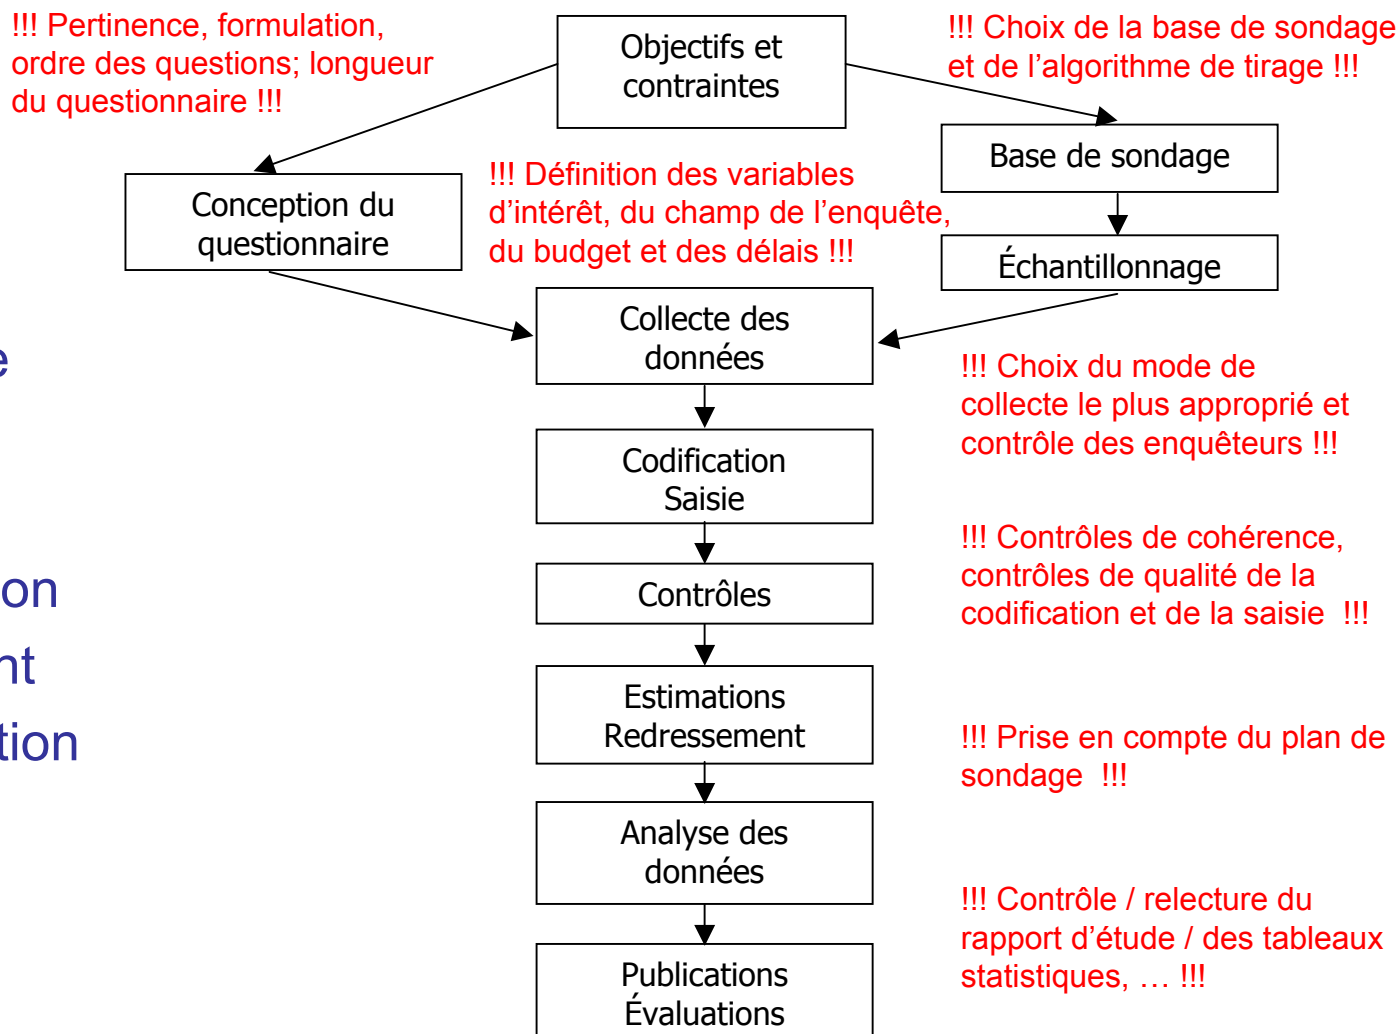 !!! Pertinence, formulation,
ordre des questions; longueur
du questionnaire !!!
Objectifs et
contraintes
!!! Choix de la base de sondage
et de l’algorithme de tirage !!!
Conception du
questionnaire
!!! Définition des variables
d’intérêt, du champ de l’enquête,
du budget et des délais !!!
Base de sondage
Échantillonnage
Collecte des
données
!!! Choix du mode de
collecte le plus approprié et
contrôle des enquêteurs !!!
Codification
Saisie
!!! Contrôles de cohérence,
contrôles de qualité de la
codification et de la saisie !!!
Contrôles
Estimations
Redressement
!!! Prise en compte du plan de
sondage !!!
Analyse des
données
!!! Contrôle / relecture du
rapport d’étude / des tableaux
statistiques, … !!!
Publications
Évaluations
e
on
nt
tion